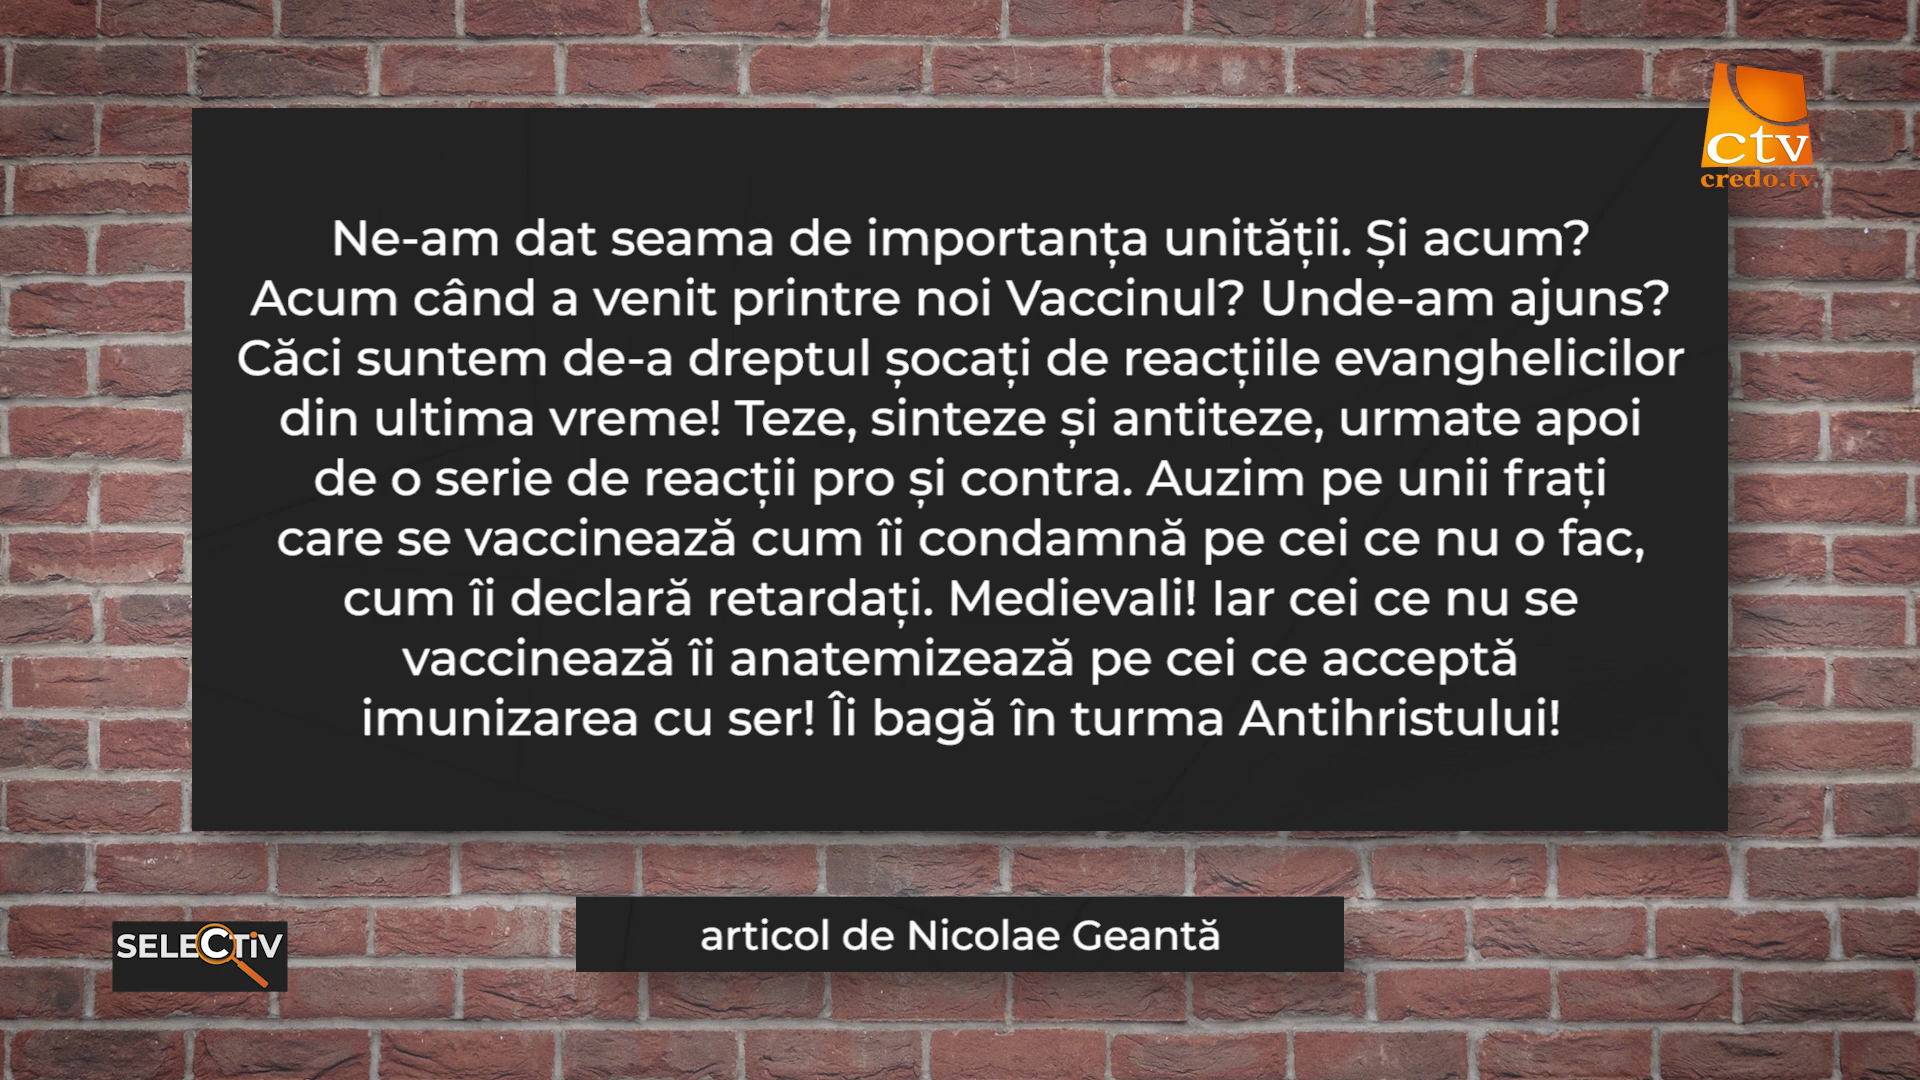 ctv
credo.tv
Ne-am dat seama de importanța unității. Și acum?
Acum când a venit printre noi Vaccinul? Unde-am ajuns?
Căci suntem de-a dreptul șocați de reacțiile evanghelicilor
din ultima vreme! Teze, sinteze și antiteze, urmate apoi
de o serie de reacții pro și contra. Auzim pe unii frați
care se vaccinează cum îi condamnă pe cei ce nu o fac,
cum îi declară retardați. Medievali! Iar cei ce nu se
vaccinează îi anatemizează pe cei ce acceptă
imunizarea cu ser! Îi bagă în turma Antihristului!
articol de Nicolae Geantă
SELECTiV